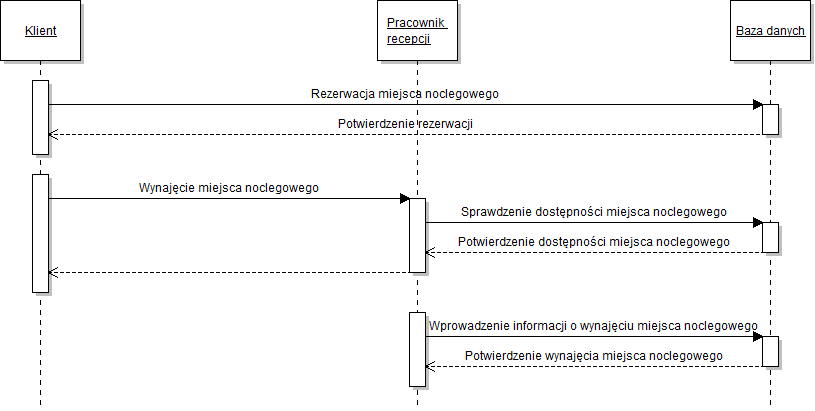 Klient
Pracownik
recepcji
Baza danych
Rezerwacja miejsca noclegowego
Potwierdzenie rezerwacji
Wynajęcie miejsca noclegowego
Sprawdzenie dostępności miejsca noclegowego
Potwierdzenie dostępności miejsca noclegowego
Wprowadzenie informacji o wynajęciu miejsca noclegowego
Potwierdzenie wynajęcia miejsca noclegowego